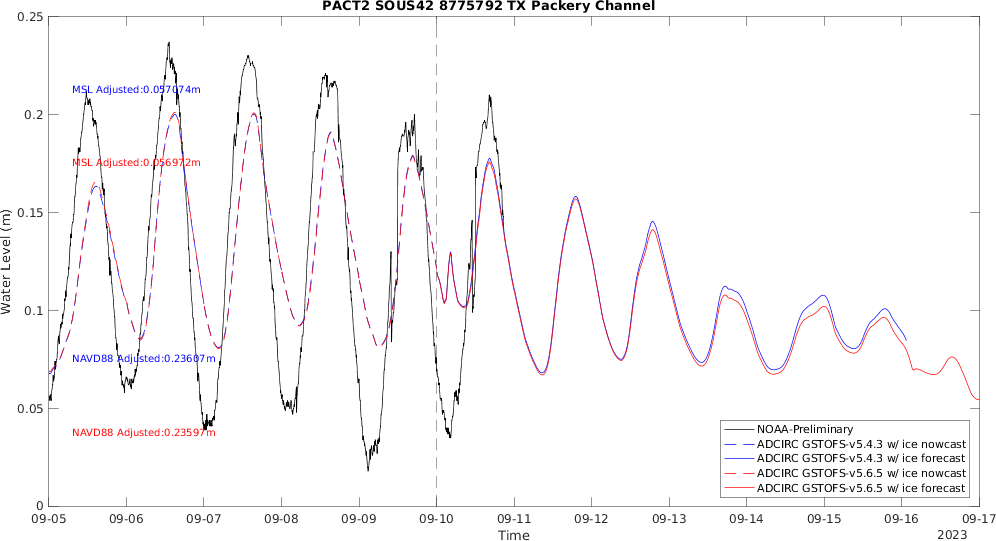 PACT2 SOUS42 8775792 TX Packery Channel
Water Level (m)
0.25
0.2
0.15
0.1
0.05
0
MSL Adjusted:0.057074m
MSL Adjusted:0.056972m
NAVD88 Adjusted:0.23607m
NAVD88 Adjusted:0.23597m
NOAA-Preliminary
ADCIRC GSTOFS-v5.4.3 w/ ice nowcast
ADCIRC GSTOFS-v5.4.3 w/ ice forecast
ADCIRC GSTOFS-v5.6.5 w/ ice nowcast
ADCIRC GSTOFS-v5.6.5 w/ ice forecast
09-05 09-06 09-07 09-08 09-09 09-10 09-11 09-12 09-13 09-14 09-15 09-16 09-17
Time
2023